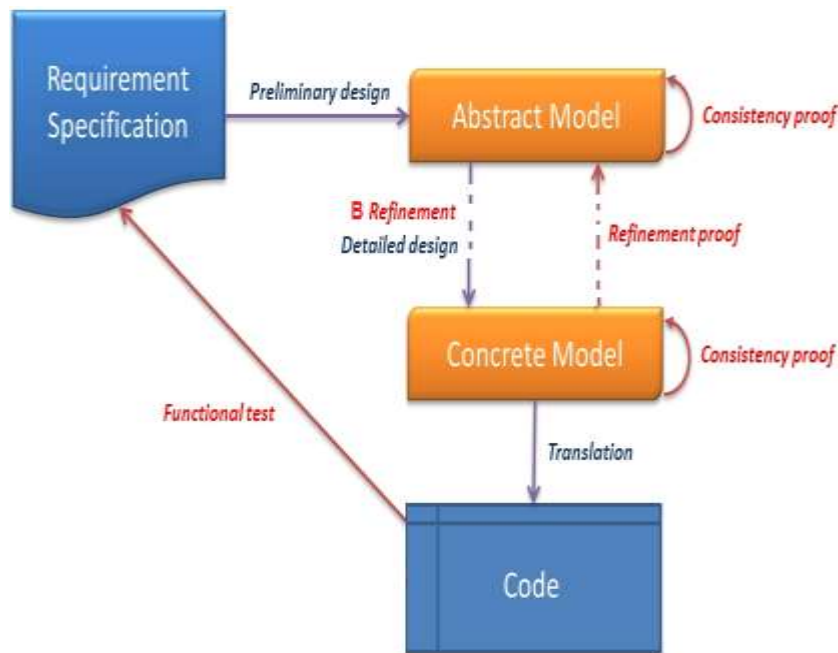 Requirement
Specification
Preliminary design
Abstract Model
Consistency proof
B Refinement
Detailed design
Refinement proof
Concrete Model
Consistency proof
Functional test
Translation
Code